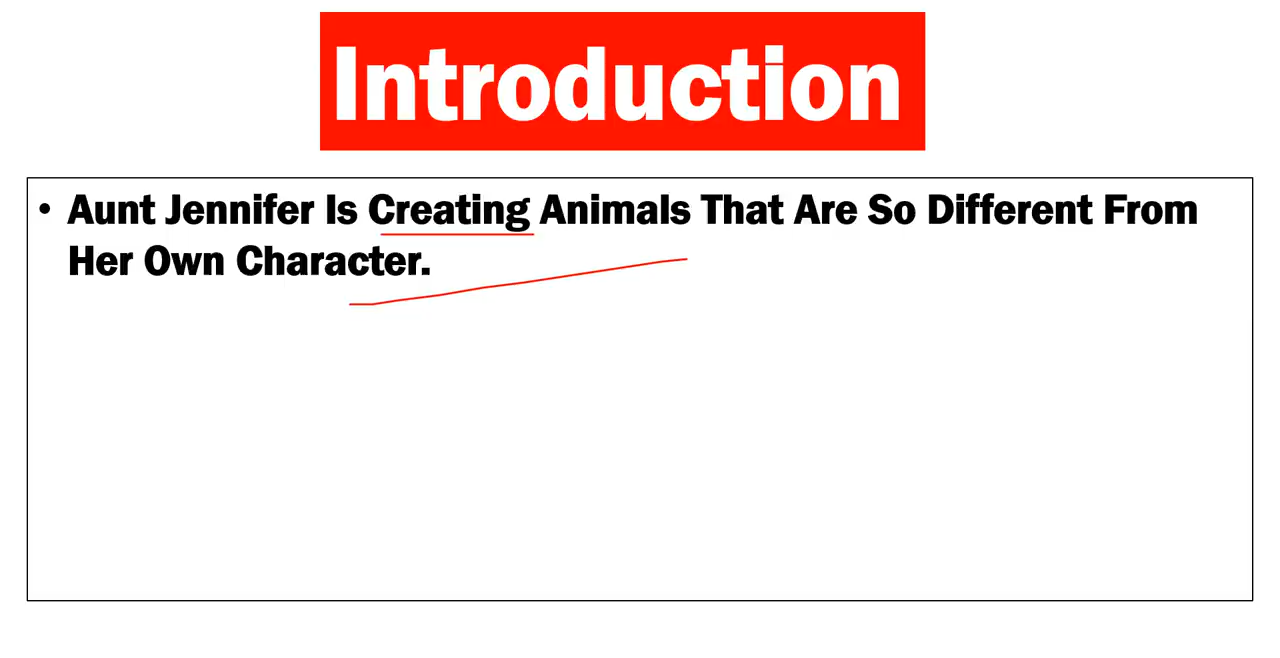 Introduction
• Aunt Jennifer Is Creating Animals That Are So Different From
Her Own Character.